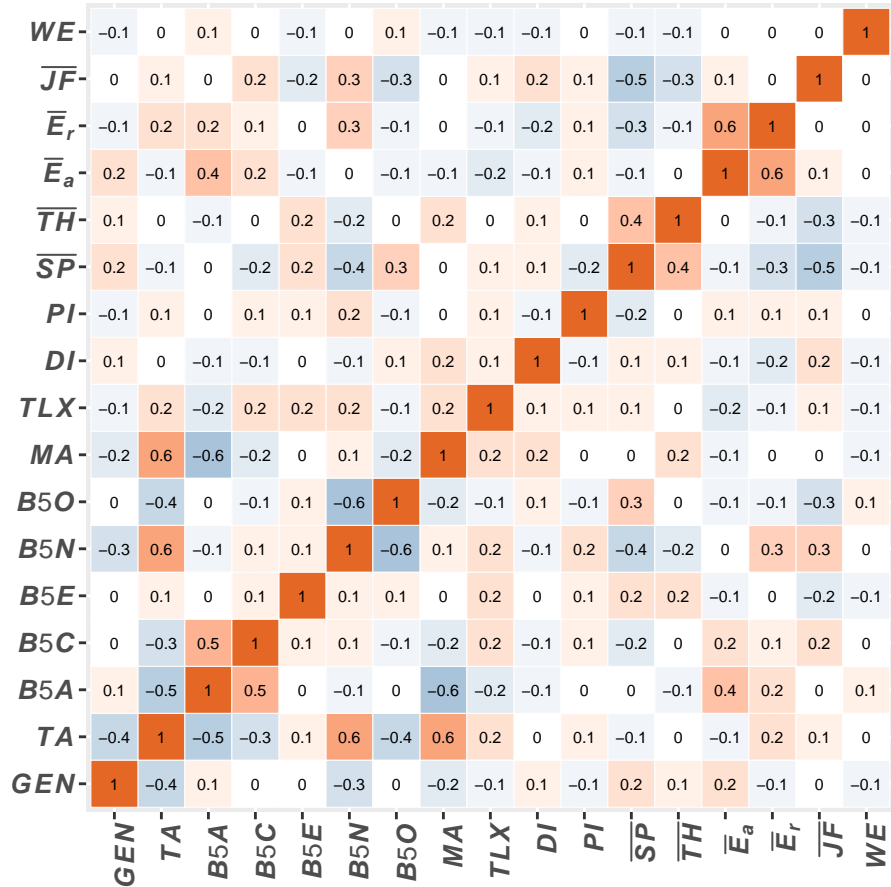 WE −0.1 0 0.1 0 −0.1 0 0.1 −0.1 −0.1 −0.1 0 −0.1 −0.1 0 0 0 1
J̅F̅ 0 0.1 0 0.2 −0.2 0.3 −0.3 0 0.1 0.2 0.1 −0.5 −0.3 0.1 0 1 0
E̅r −0.1 0.2 0.2 0.1 0 0.3 −0.1 0 −0.1 −0.2 0.1 −0.3 −0.1 0.6 1 0 0
E̅a 0.2 −0.1 0.4 0.2 −0.1 0 −0.1 −0.1 −0.2 −0.1 0.1 −0.1 0 1 0.6 0.1 0
T̅H̅ 0.1 0 −0.1 0 0.2 −0.2 0 0.2 0 0.1 0 0.4 1 0 −0.1 −0.3 −0.1
S̅P̅ 0.2 −0.1 0 −0.2 0.2 −0.4 0.3 0 0.1 0.1 −0.2 1 0.4 −0.1 −0.3 −0.5 −0.1
PI −0.1 0.1 0 0.1 0.1 0.2 −0.1 0 0.1 −0.1 1 −0.2 0 0.1 0.1 0.1 0
DI 0.1 0 −0.1 −0.1 0 −0.1 0.1 0.2 0.1 1 −0.1 0.1 0.1 −0.1 −0.2 0.2 −0.1
TLX −0.1 0.2 −0.2 0.2 0.2 0.2 −0.1 0.2 1 0.1 0.1 0.1 0 −0.2 −0.1 0.1 −0.1
MA −0.2 0.6 −0.6 −0.2 0 0.1 −0.2 1 0.2 0.2 0 0 0.2 −0.1 0 0 −0.1
B5O 0 −0.4 0 −0.1 0.1 −0.6 1 −0.2 −0.1 0.1 −0.1 0.3 0 −0.1 −0.1 −0.3 0.1
B5N −0.3 0.6 −0.1 0.1 0.1 1 −0.6 0.1 0.2 −0.1 0.2 −0.4 −0.2 0 0.3 0.3 0
B5E 0 0.1 0 0.1 1 0.1 0.1 0 0.2 0 0.1 0.2 0.2 −0.1 0 −0.2 −0.1
B5C 0 −0.3 0.5 1 0.1 0.1 −0.1 −0.2 0.2 −0.1 0.1 −0.2 0 0.2 0.1 0.2 0
B5A 0.1 −0.5 1 0.5 0 −0.1 0 −0.6 −0.2 −0.1 0 0 −0.1 0.4 0.2 0 0.1
TA −0.4 1 −0.5 −0.3 0.1 0.6 −0.4 0.6 0.2 0 0.1 −0.1 0 −0.1 0.2 0.1 0
GEN 1 −0.4 0.1 0 0 −0.3 0 −0.2 −0.1 0.1 −0.1 0.2 0.1 0.2 −0.1 0 −0.1
GEN TA B5A B5C B5E B5N B5O MA TLX DI PI S̅P̅ T̅H̅ E̅a E̅r J̅F̅ WE